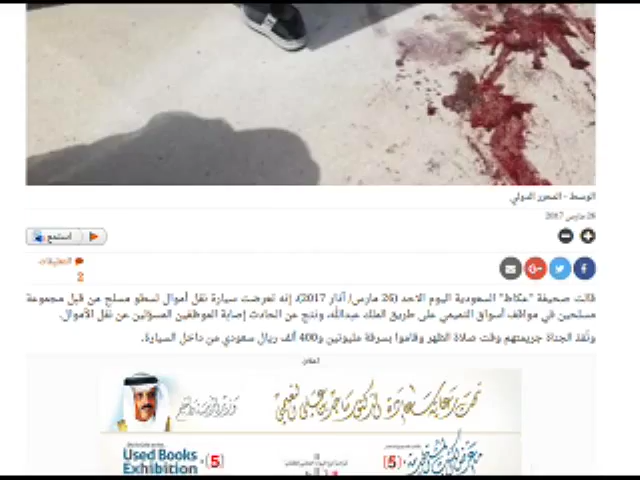 الوسط - المحرر الدولي
26 مارس 2017
استمع
التعليقات
2
قالت صحيفة "عكاظ" السعودية اليوم الاحد (26 مارس/ آذار 2017)، إنه تعرضت سيارة نقل أموال لسطو مسلح من قبل مجموعة
مسلحين في مواقف أسواق التميمي على طريق الملك عبدالله، ونتج عن الحادث إصابة الموظفين المسؤلين عن نقل الأموال.
ونفذ الجناة جريمتهم وقت صلاة الظهر وقاموا بسرقة مليونين و400 ألف ريال سعودي من داخل السيارة.
اعلان
Used Books
(5)
(5)
Exhibition